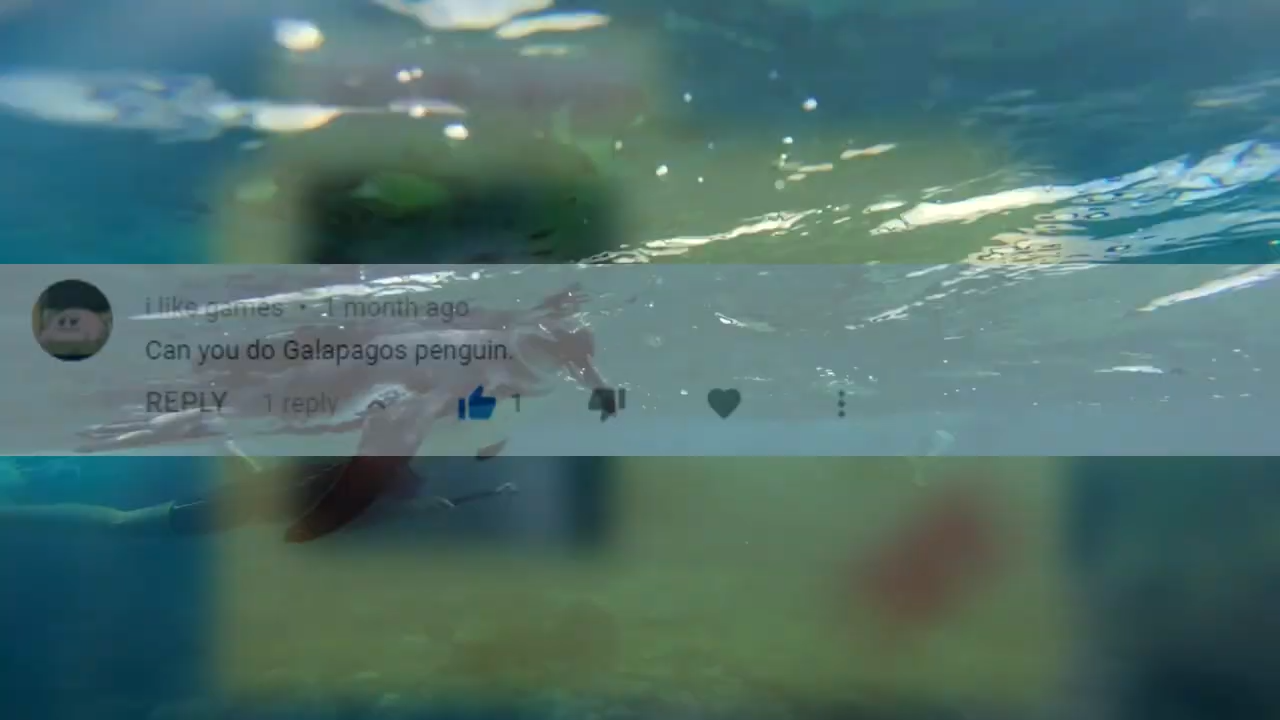 i like games • 1 month ago
Can you do Galapagos penguin.
REPLY 1 reply 1